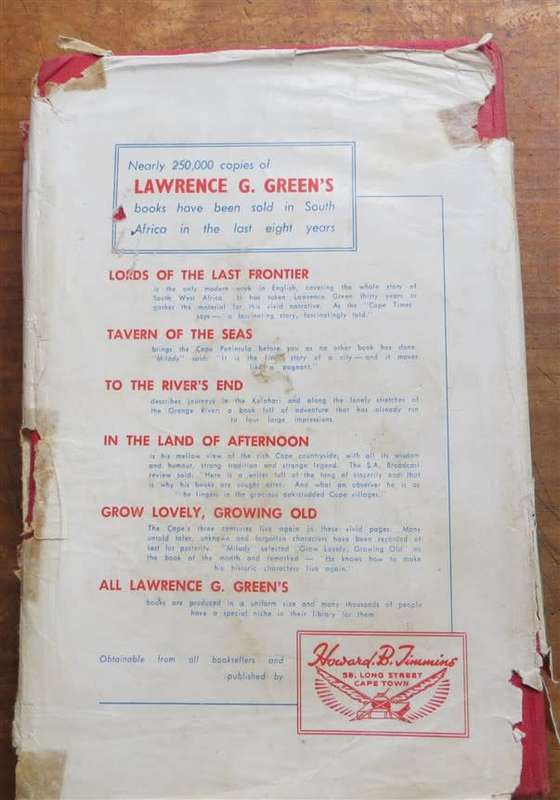 Nearly 250,000 copies of
LAWRENCE G. GREEN'S
books have been sold in South
Africa in the last eight years
LORDS OF THE LAST FRONTIER
is the only modern work in English, covering the whole story of
South West Africa. It has taken Lawrence Green thirty years to
gather the material for this vivid narrative. As the "Cape Times"
says— "a fascinating story, fascinatingly told."
TAVERN OF THE SEAS
brings the Cape Peninsula before you as no other book has done.
"Milady" said: "It is the story of a city—and it moves
like a pageant."
TO THE RIVER'S END
describes journeys in the Kalahari and along the lonely stretches of
the Orange River; a book full of adventure that has already run
to four large impressions.
IN THE LAND OF AFTERNOON
is his mellow view of the rich Cape countryside, with all its wisdom
and humour, strong tradition and strange legend. The S.A. Broadcast
review said: "Here is a writer full of the tang of sincerity and that
is why his books are sought after. And what an observer he is as
he lingers in the gracious oak-studded Cape villages."
GROW LOVELY, GROWING OLD
The Cape's three centuries live again in these vivid pages. Many
untold tales, unknown and forgotten characters have been recorded at
last for posterity. "Milady" selected "Grow Lovely, Growing Old" as
the book of the month and remarked — "He knows how to make
his historic characters live again."
ALL LAWRENCE G. GREEN'S
books are produced in a uniform size and many thousands of people
have a special niche in their library for them.
Obtainable from all booksellers and
published by
Howard. B. Timmins
58, LONG STREET
CAPE TOWN